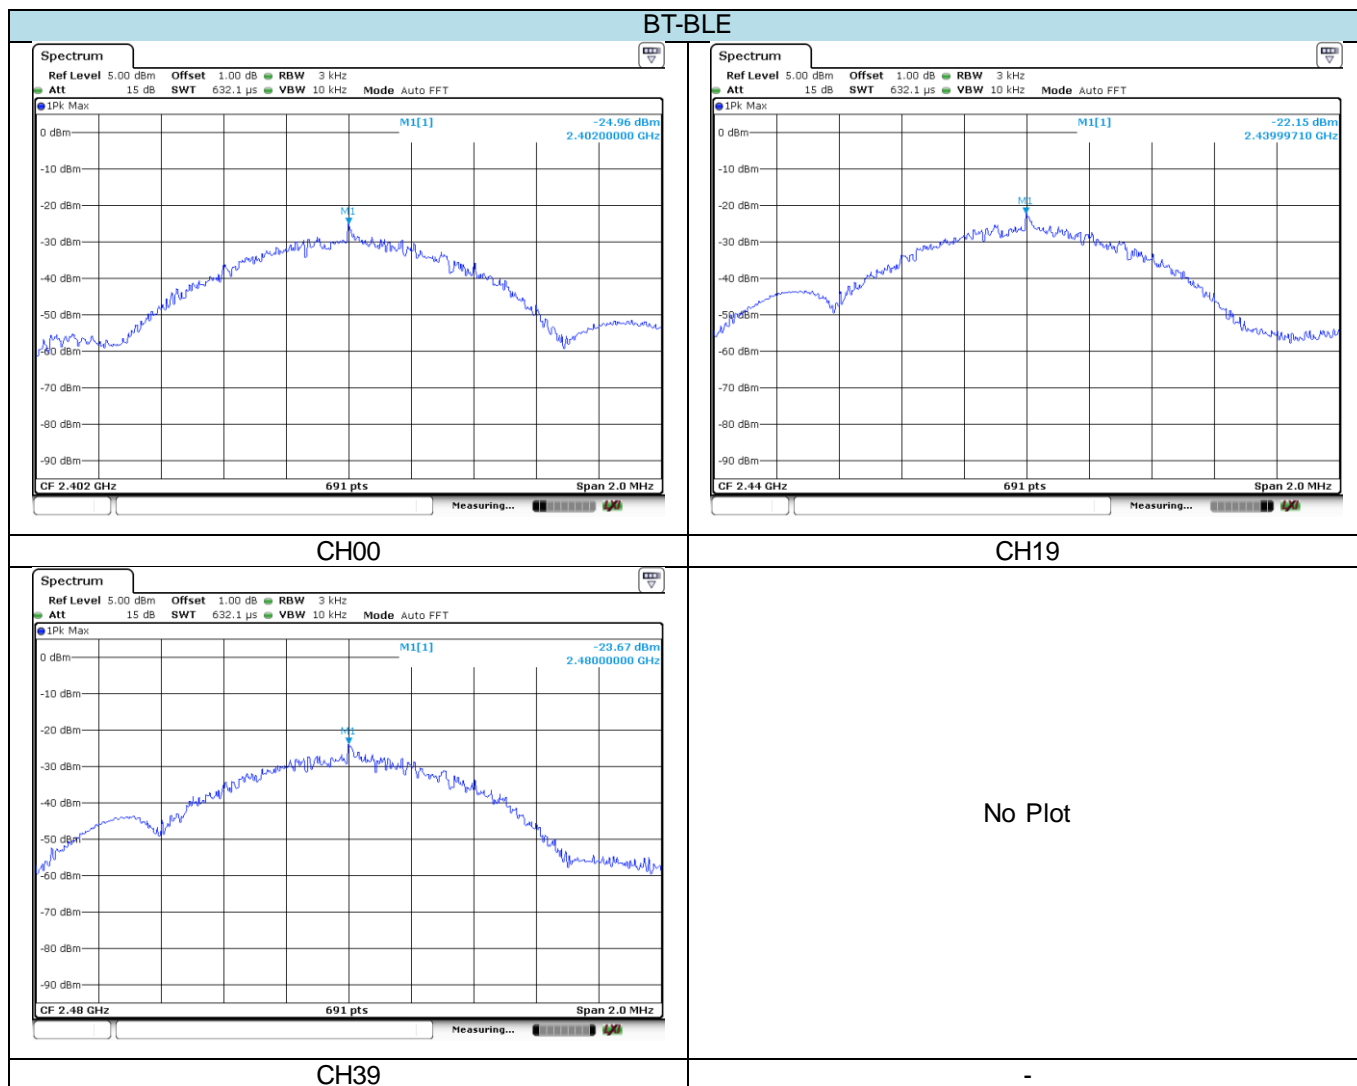 BT-BLE
Spectrum
Ref Level 5.00 dBm Offset 1.00 dB RBW 3 kHz
Att 15 dB SWT 632.1 µs VBW 10 kHz Mode Auto FFT
1Pk Max
M1[1] -24.96 dBm
2.40200000 GHz
0 dBm
-10 dBm
-20 dBm
M1
-30 dBm
-40 dBm
-50 dBm
-60 dBm
-70 dBm
-80 dBm
-90 dBm
CF 2.402 GHz 691 pts Span 2.0 MHz
Measuring...
CH00
Spectrum
Ref Level 5.00 dBm Offset 1.00 dB RBW 3 kHz
Att 15 dB SWT 632.1 µs VBW 10 kHz Mode Auto FFT
1Pk Max
M1[1] -22.15 dBm
2.43999710 GHz
0 dBm
-10 dBm
-20 dBm
M1
-30 dBm
-40 dBm
-50 dBm
-60 dBm
-70 dBm
-80 dBm
-90 dBm
CF 2.44 GHz 691 pts Span 2.0 MHz
Measuring...
CH19
Spectrum
Ref Level 5.00 dBm Offset 1.00 dB RBW 3 kHz
Att 15 dB SWT 632.1 µs VBW 10 kHz Mode Auto FFT
1Pk Max
M1[1] -23.67 dBm
2.48000000 GHz
0 dBm
-10 dBm
-20 dBm
M1
-30 dBm
-40 dBm
-50 dBm
-60 dBm
-70 dBm
-80 dBm
-90 dBm
CF 2.48 GHz 691 pts Span 2.0 MHz
Measuring...
CH39
No Plot
-